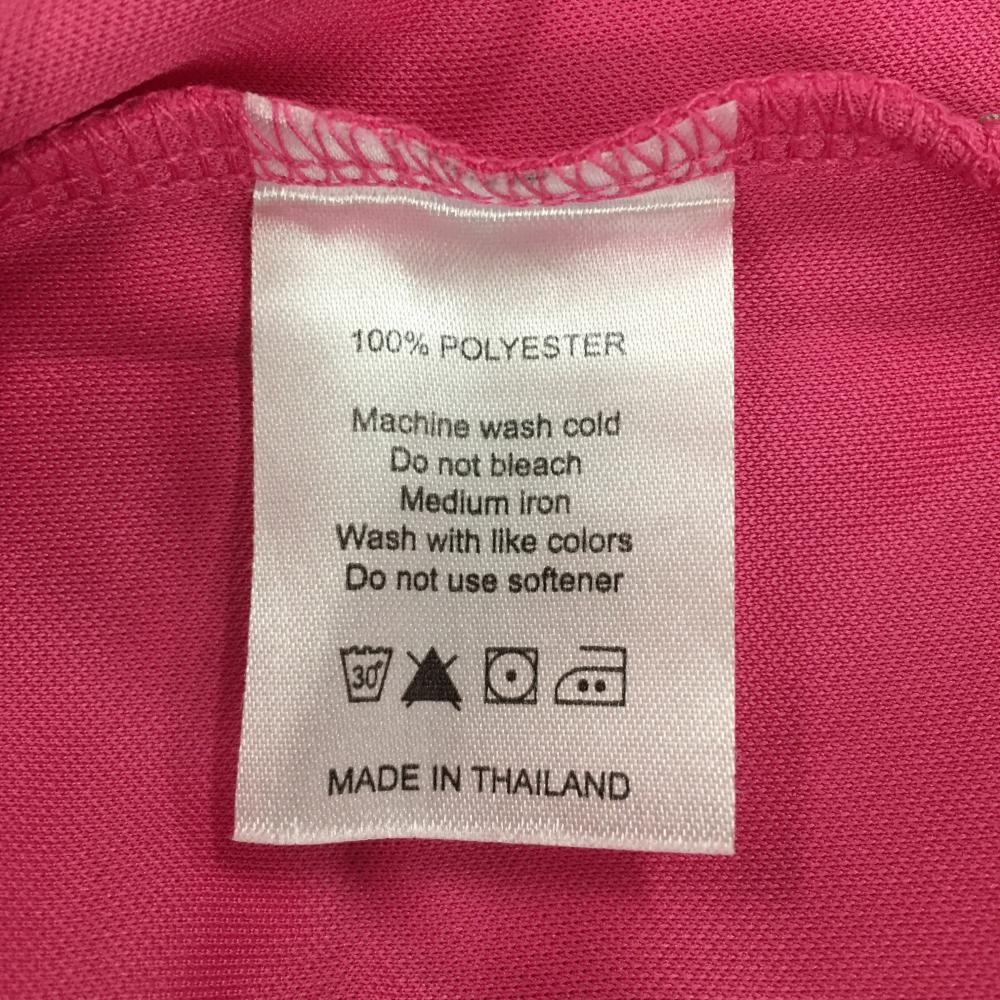 100% POLYESTER
Machine wash cold
Do not bleach
Medium iron
Wash with like colors
Do not use softener
30°
MADE IN THAILAND